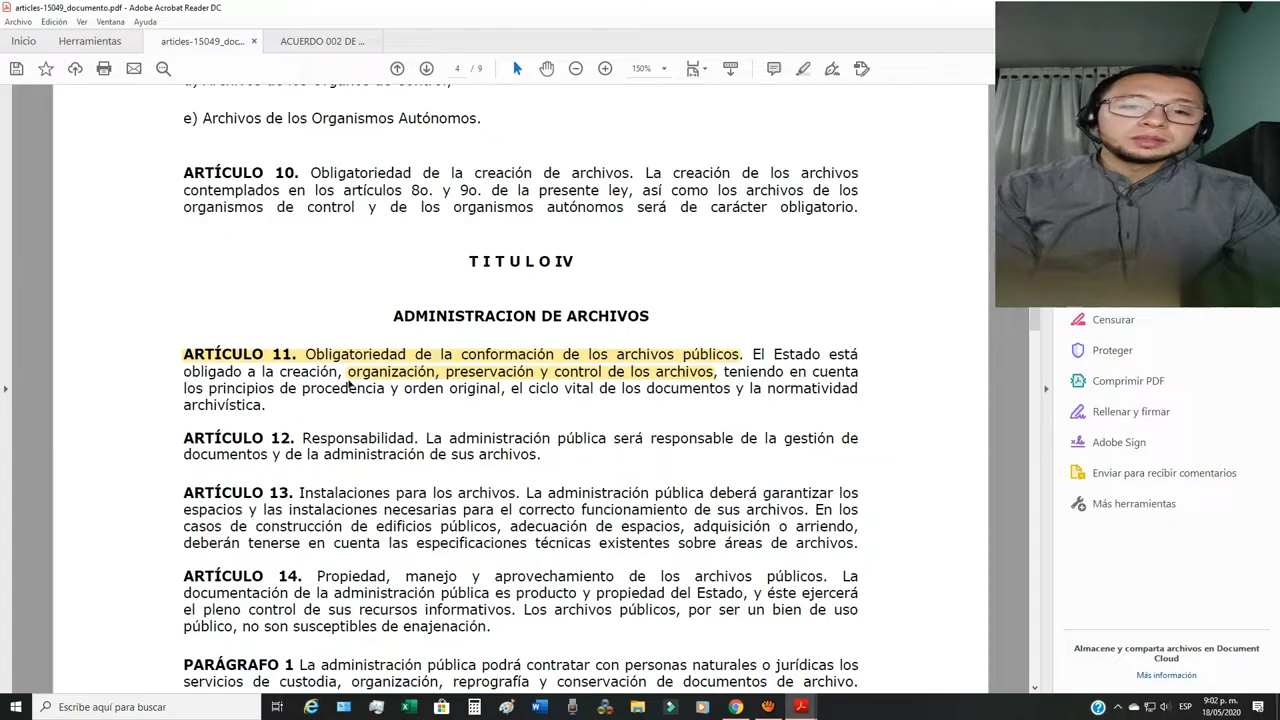 articles-15049_documento.pdf - Adobe Acrobat Reader DC
Archivo Edición Ver Ventana Ayuda
Inicio Herramientas articles-15049_doc... × ACUERDO 002 DE ...
4 / 9 150%
e) Archivos de los Organismos Autónomos.
ARTÍCULO 10. Obligatoriedad de la creación de archivos. La creación de los archivos
contemplados en los artículos 8o. y 9o. de la presente ley, así como los archivos de los
organismos de control y de los organismos autónomos será de carácter obligatorio.
T I T U L O IV
ADMINISTRACION DE ARCHIVOS
ARTÍCULO 11. Obligatoriedad de la conformación de los archivos públicos. El Estado está
obligado a la creación, organización, preservación y control de los archivos, teniendo en cuenta
los principios de procedencia y orden original, el ciclo vital de los documentos y la normatividad
archivística.
ARTÍCULO 12. Responsabilidad. La administración pública será responsable de la gestión de
documentos y de la administración de sus archivos.
ARTÍCULO 13. Instalaciones para los archivos. La administración pública deberá garantizar los
espacios y las instalaciones necesarias para el correcto funcionamiento de sus archivos. En los
casos de construcción de edificios públicos, adecuación de espacios, adquisición o arriendo,
deberán tenerse en cuenta las especificaciones técnicas existentes sobre áreas de archivos.
ARTÍCULO 14. Propiedad, manejo y aprovechamiento de los archivos públicos. La
documentación de la administración pública es producto y propiedad del Estado, y éste ejercerá
el pleno control de sus recursos informativos. Los archivos públicos, por ser un bien de uso
público, no son susceptibles de enajenación.
PARÁGRAFO 1 La administración pública podrá contratar con personas naturales o jurídicas los
servicios de custodia, organización, reprografía y conservación de documentos de archivo.
Censurar
Proteger
Comprimir PDF
Rellenar y firmar
Adobe Sign
Enviar para recibir comentarios
Más herramientas
Almacene y comparta archivos en Document
Cloud
Más información
Escribe aquí para buscar
ESP
9:02 p. m.
18/05/2020